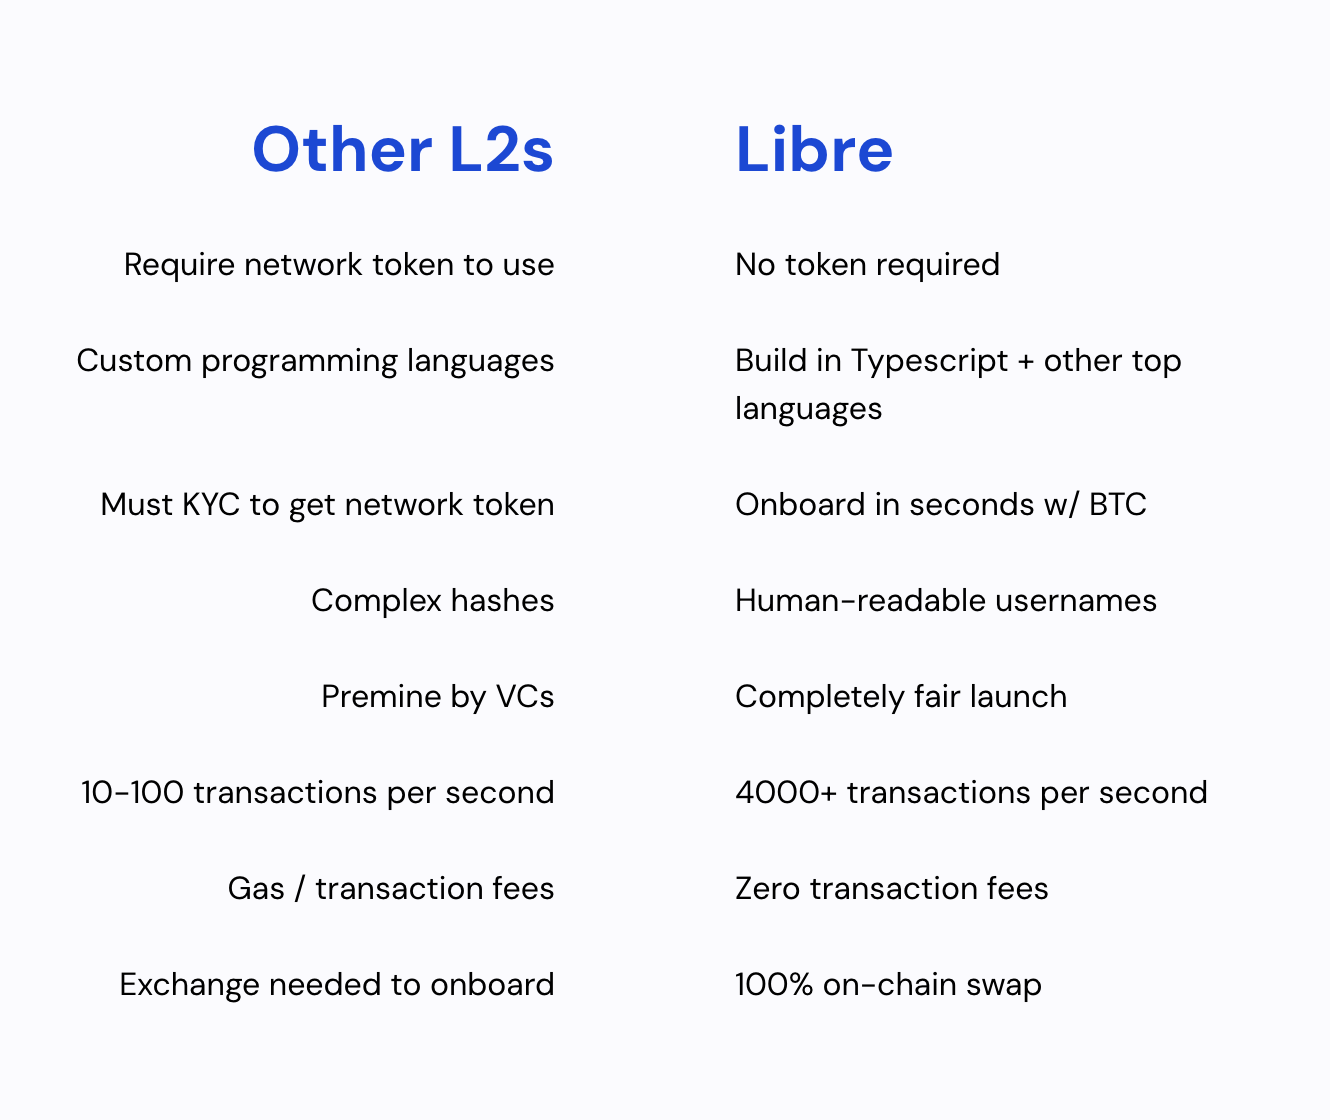 Other L2s
Libre
Require network token to use
No token required
Custom programming languages
Build in Typescript + other top
languages
Must KYC to get network token
Onboard in seconds w/ BTC
Complex hashes
Human-readable usernames
Premine by VCs
Completely fair launch
10-100 transactions per second
4000+ transactions per second
Gas / transaction fees
Zero transaction fees
Exchange needed to onboard
100% on-chain swap